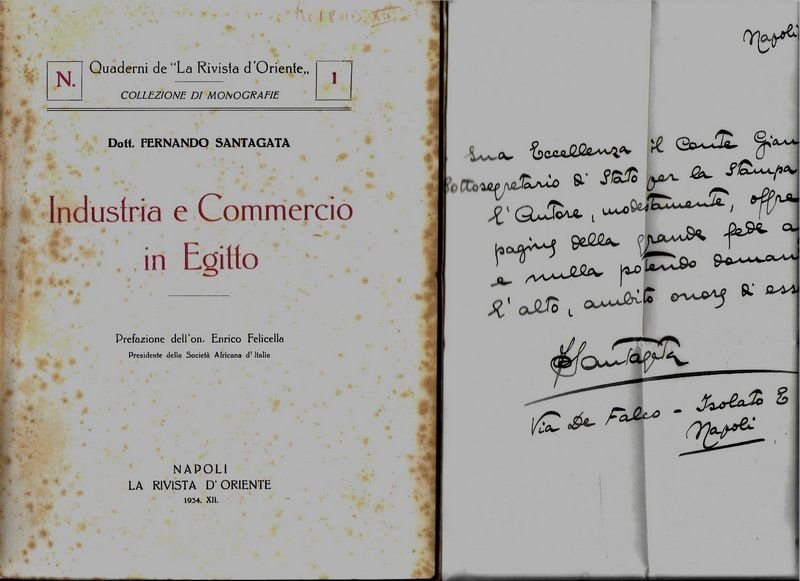 N.
Quaderni de "La Rivista d'Oriente„
1
COLLEZIONE DI MONOGRAFIE
Dott. FERNANDO SANTAGATA
Industria e Commercio
in Egitto
Prefazione dell'on. Enrico Felicella
Presidente della Società Africana d'Italia
NAPOLI
LA RIVISTA D'ORIENTE
1934. XII.
Napoli
Sua Eccellenza il Conte Gian
Sottosegretario di Stato per la Stampa
l'Autore, modestamente, offre
pagine della grande fede a
e nulla potendo doman
l'alto, ambito onore di ess
Santagata
Via De Falco - Isolato E
Napoli